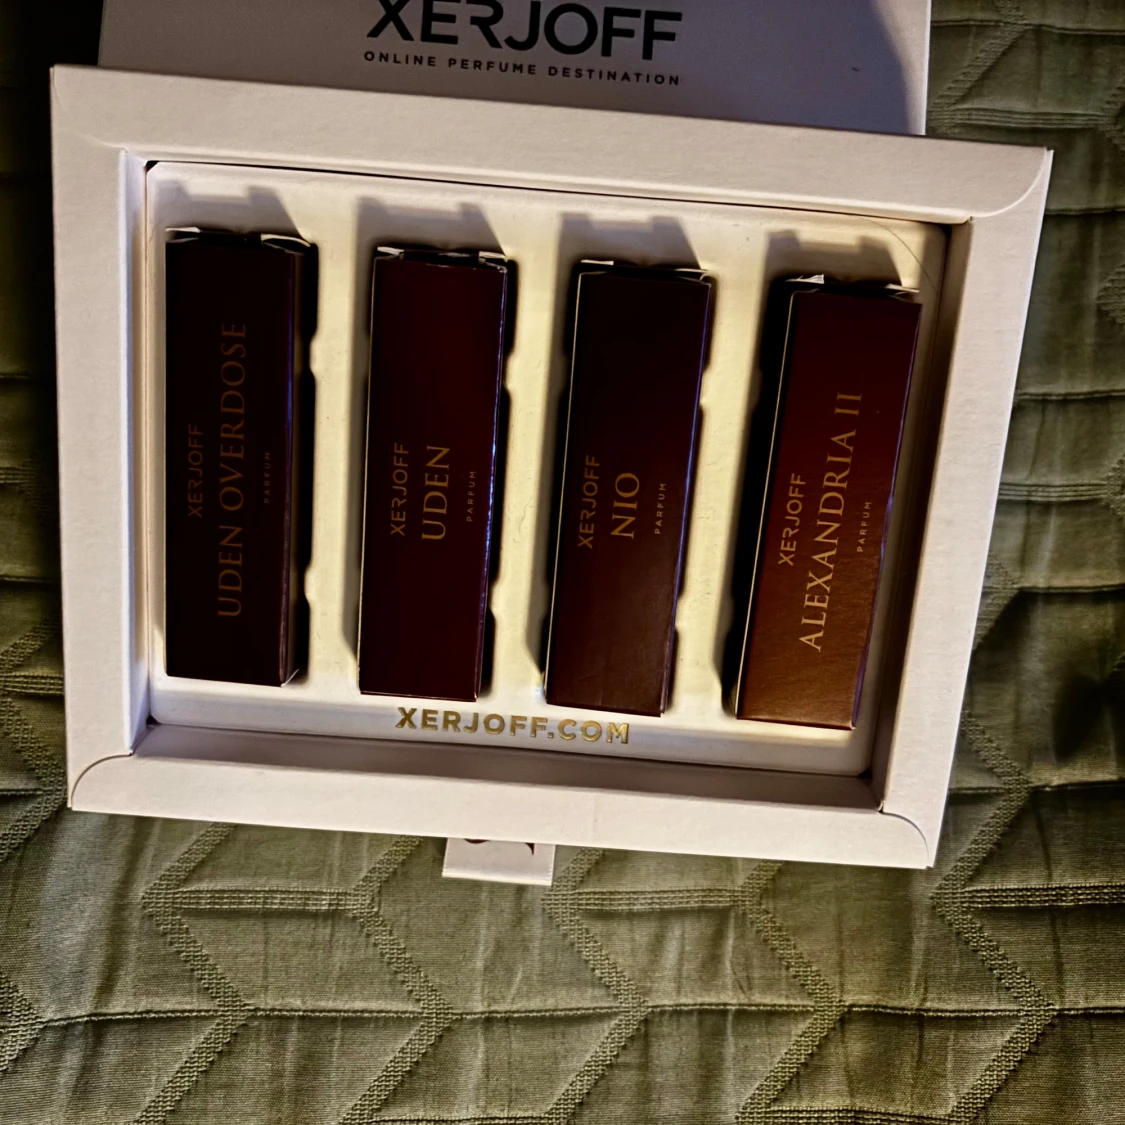 XERJOFF
ONLINE PERFUME DESTINATION
XERJOFF
UDEN OVERDOSE
PARFUM
XERJOFF
UDEN
PARFUM
XERJOFF
NIO
PARFUM
XERJOFF
ALEXANDRIA II
PARFUM
XERJOFF.COM